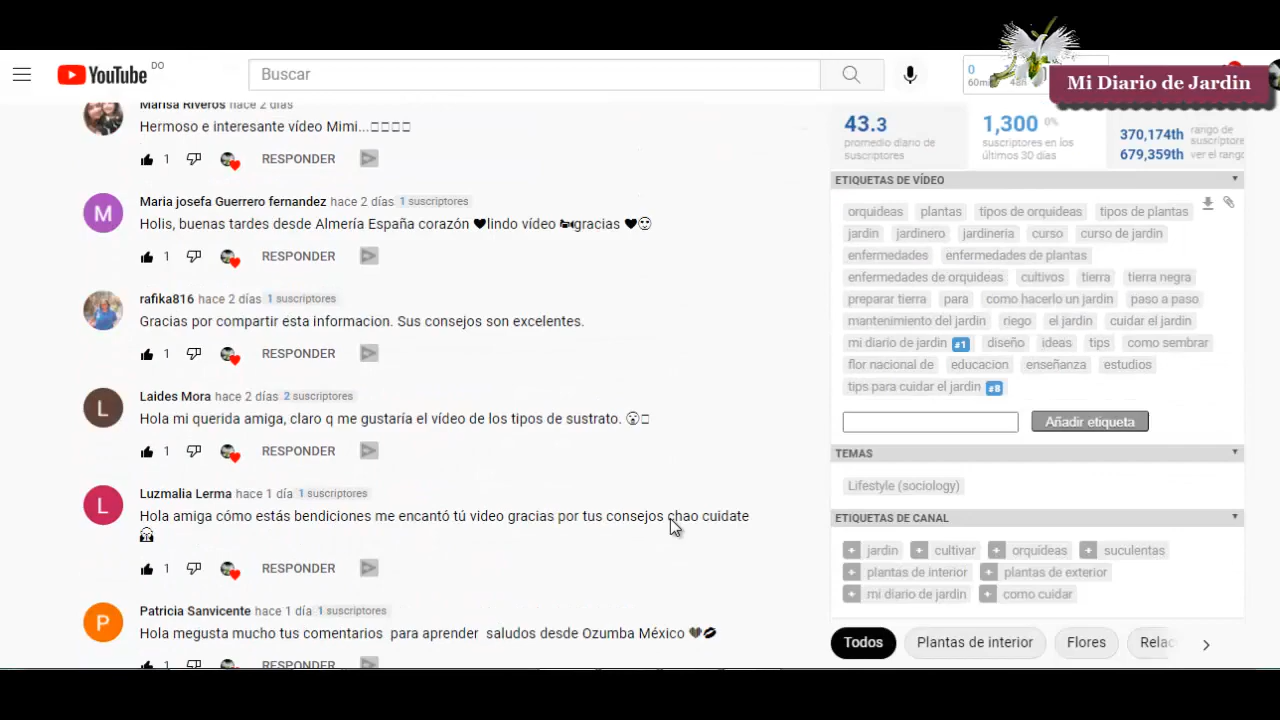 YouTube DO
Buscar
0
60min
48h
Mi Diario de Jardin
Marisa Riveros hace 2 días
Hermoso e interesante vídeo Mimi...
1 RESPONDER
Maria josefa Guerrero fernandez hace 2 días 1 suscriptores
Holis, buenas tardes desde Almería España corazón 🖤lindo vídeo gracias 🖤
1 RESPONDER
rafika816 hace 2 días 1 suscriptores
Gracias por compartir esta informacion. Sus consejos son excelentes.
1 RESPONDER
Laides Mora hace 2 días 2 suscriptores
Hola mi querida amiga, claro q me gustaría el vídeo de los tipos de sustrato.
1 RESPONDER
Luzmalia Lerma hace 1 día 1 suscriptores
Hola amiga cómo estás bendiciones me encantó tú video gracias por tus consejos chao cuidate
1 RESPONDER
Patricia Sanvicente hace 1 día 1 suscriptores
Hola megusta mucho tus comentarios para aprender saludos desde Ozumba México
1 RESPONDER
M
L
L
P
43.3
promedio diario de
suscriptores
1,300 0%
suscriptores en los
últimos 30 días
370,174th rango de
suscriptore
679,359th ver el rango
ETIQUETAS DE VÍDEO
orquideas plantas tipos de orquideas tipos de plantas
jardin jardinero jardineria curso curso de jardin
enfermedades enfermedades de plantas
enfermedades de orquideas cultivos tierra tierra negra
preparar tierra para como hacerlo un jardin paso a paso
mantenimiento del jardin riego el jardin cuidar el jardin
mi diario de jardin #1 diseño ideas tips como sembrar
flor nacional de educacion enseñanza estudios
tips para cuidar el jardin #8
Añadir etiqueta
TEMAS
Lifestyle (sociology)
ETIQUETAS DE CANAL
+ jardin + cultivar + orquideas + suculentas
+ plantas de interior + plantas de exterior
+ mi diario de jardin + como cuidar
Todos Plantas de interior Flores Relac